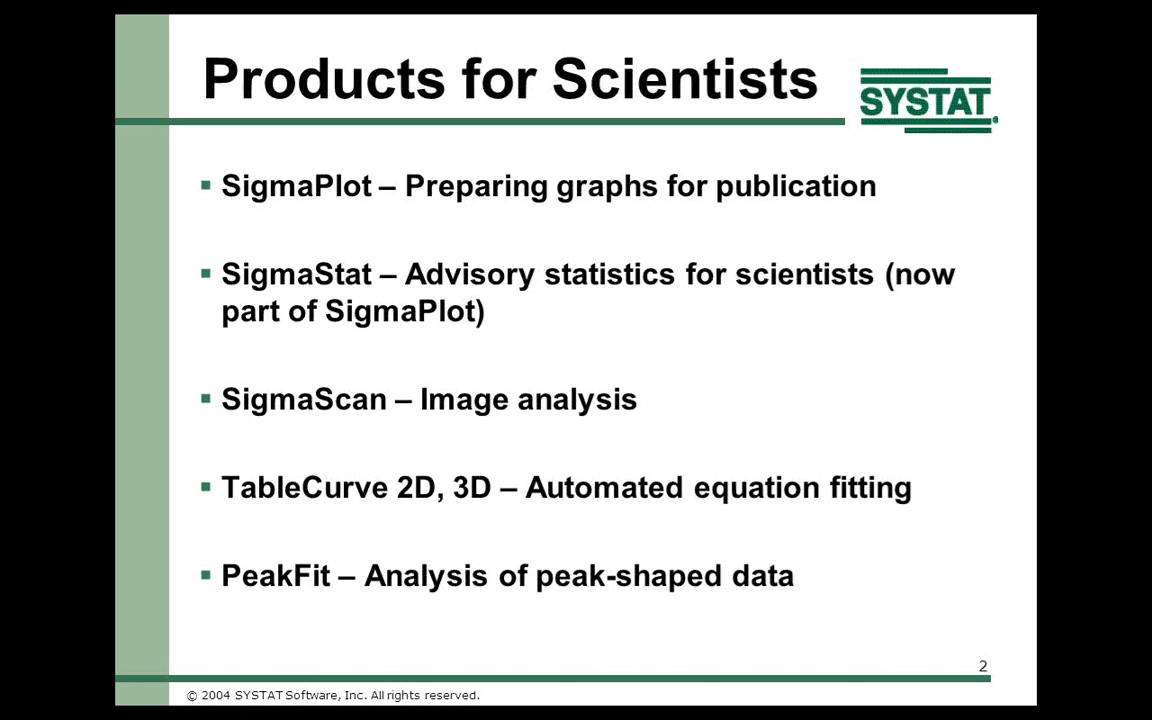 Products for Scientists
SYSTAT®
▪ SigmaPlot – Preparing graphs for publication
▪ SigmaStat – Advisory statistics for scientists (now
part of SigmaPlot)
▪ SigmaScan – Image analysis
▪ TableCurve 2D, 3D – Automated equation fitting
▪ PeakFit – Analysis of peak-shaped data
2
© 2004 SYSTAT Software, Inc. All rights reserved.